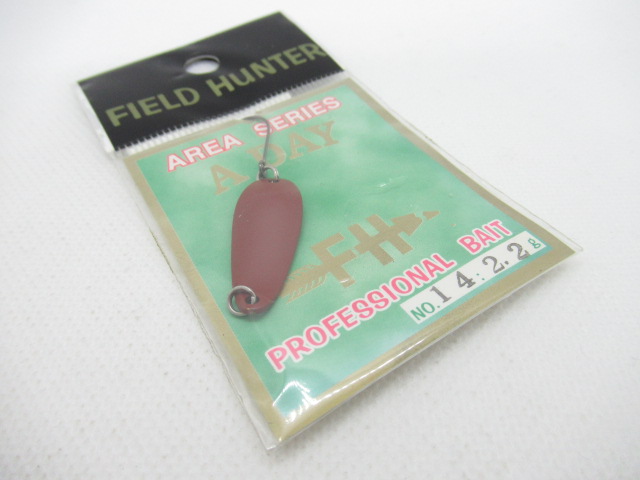 FIELD HUNTER
AREA SERIES
A DAY
FH
PROFESSIONAL BAIT
NO. 14:2.2g